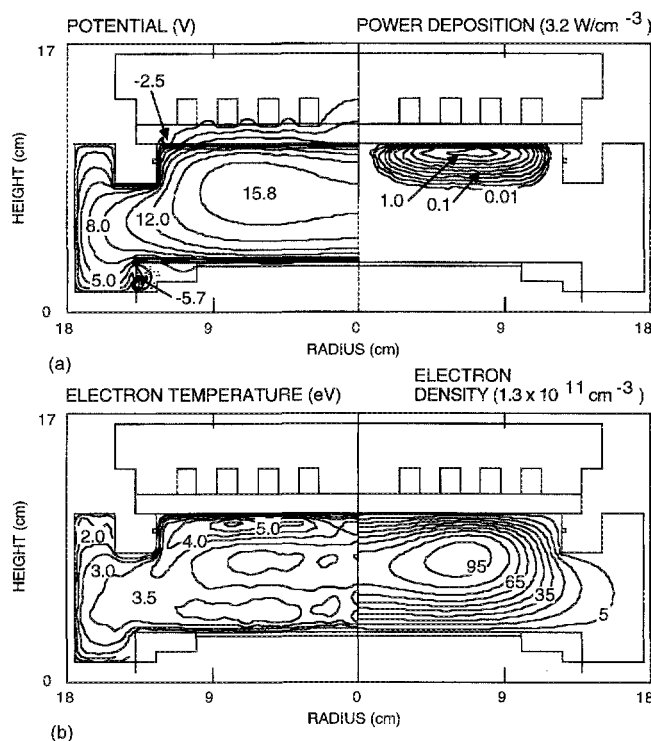 POTENTIAL (V)
POWER DEPOSITION (3.2 W/cm -3)
17
-2.5
15.8
8.0
12.0
1.0
0.1
0.01
5.0
-5.7
HEIGHT (cm)
0
18
9
0
9
18
RADIUS (cm)
(a)
ELECTRON TEMPERATURE (eV)
ELECTRON
DENSITY (1.3 x 10 11 cm -3)
17
2.0
5.0
4.0
3.0
3.5
95
65
35
5
HEIGHT (cm)
0
18
9
0
9
18
RADIUS (cm)
(b)